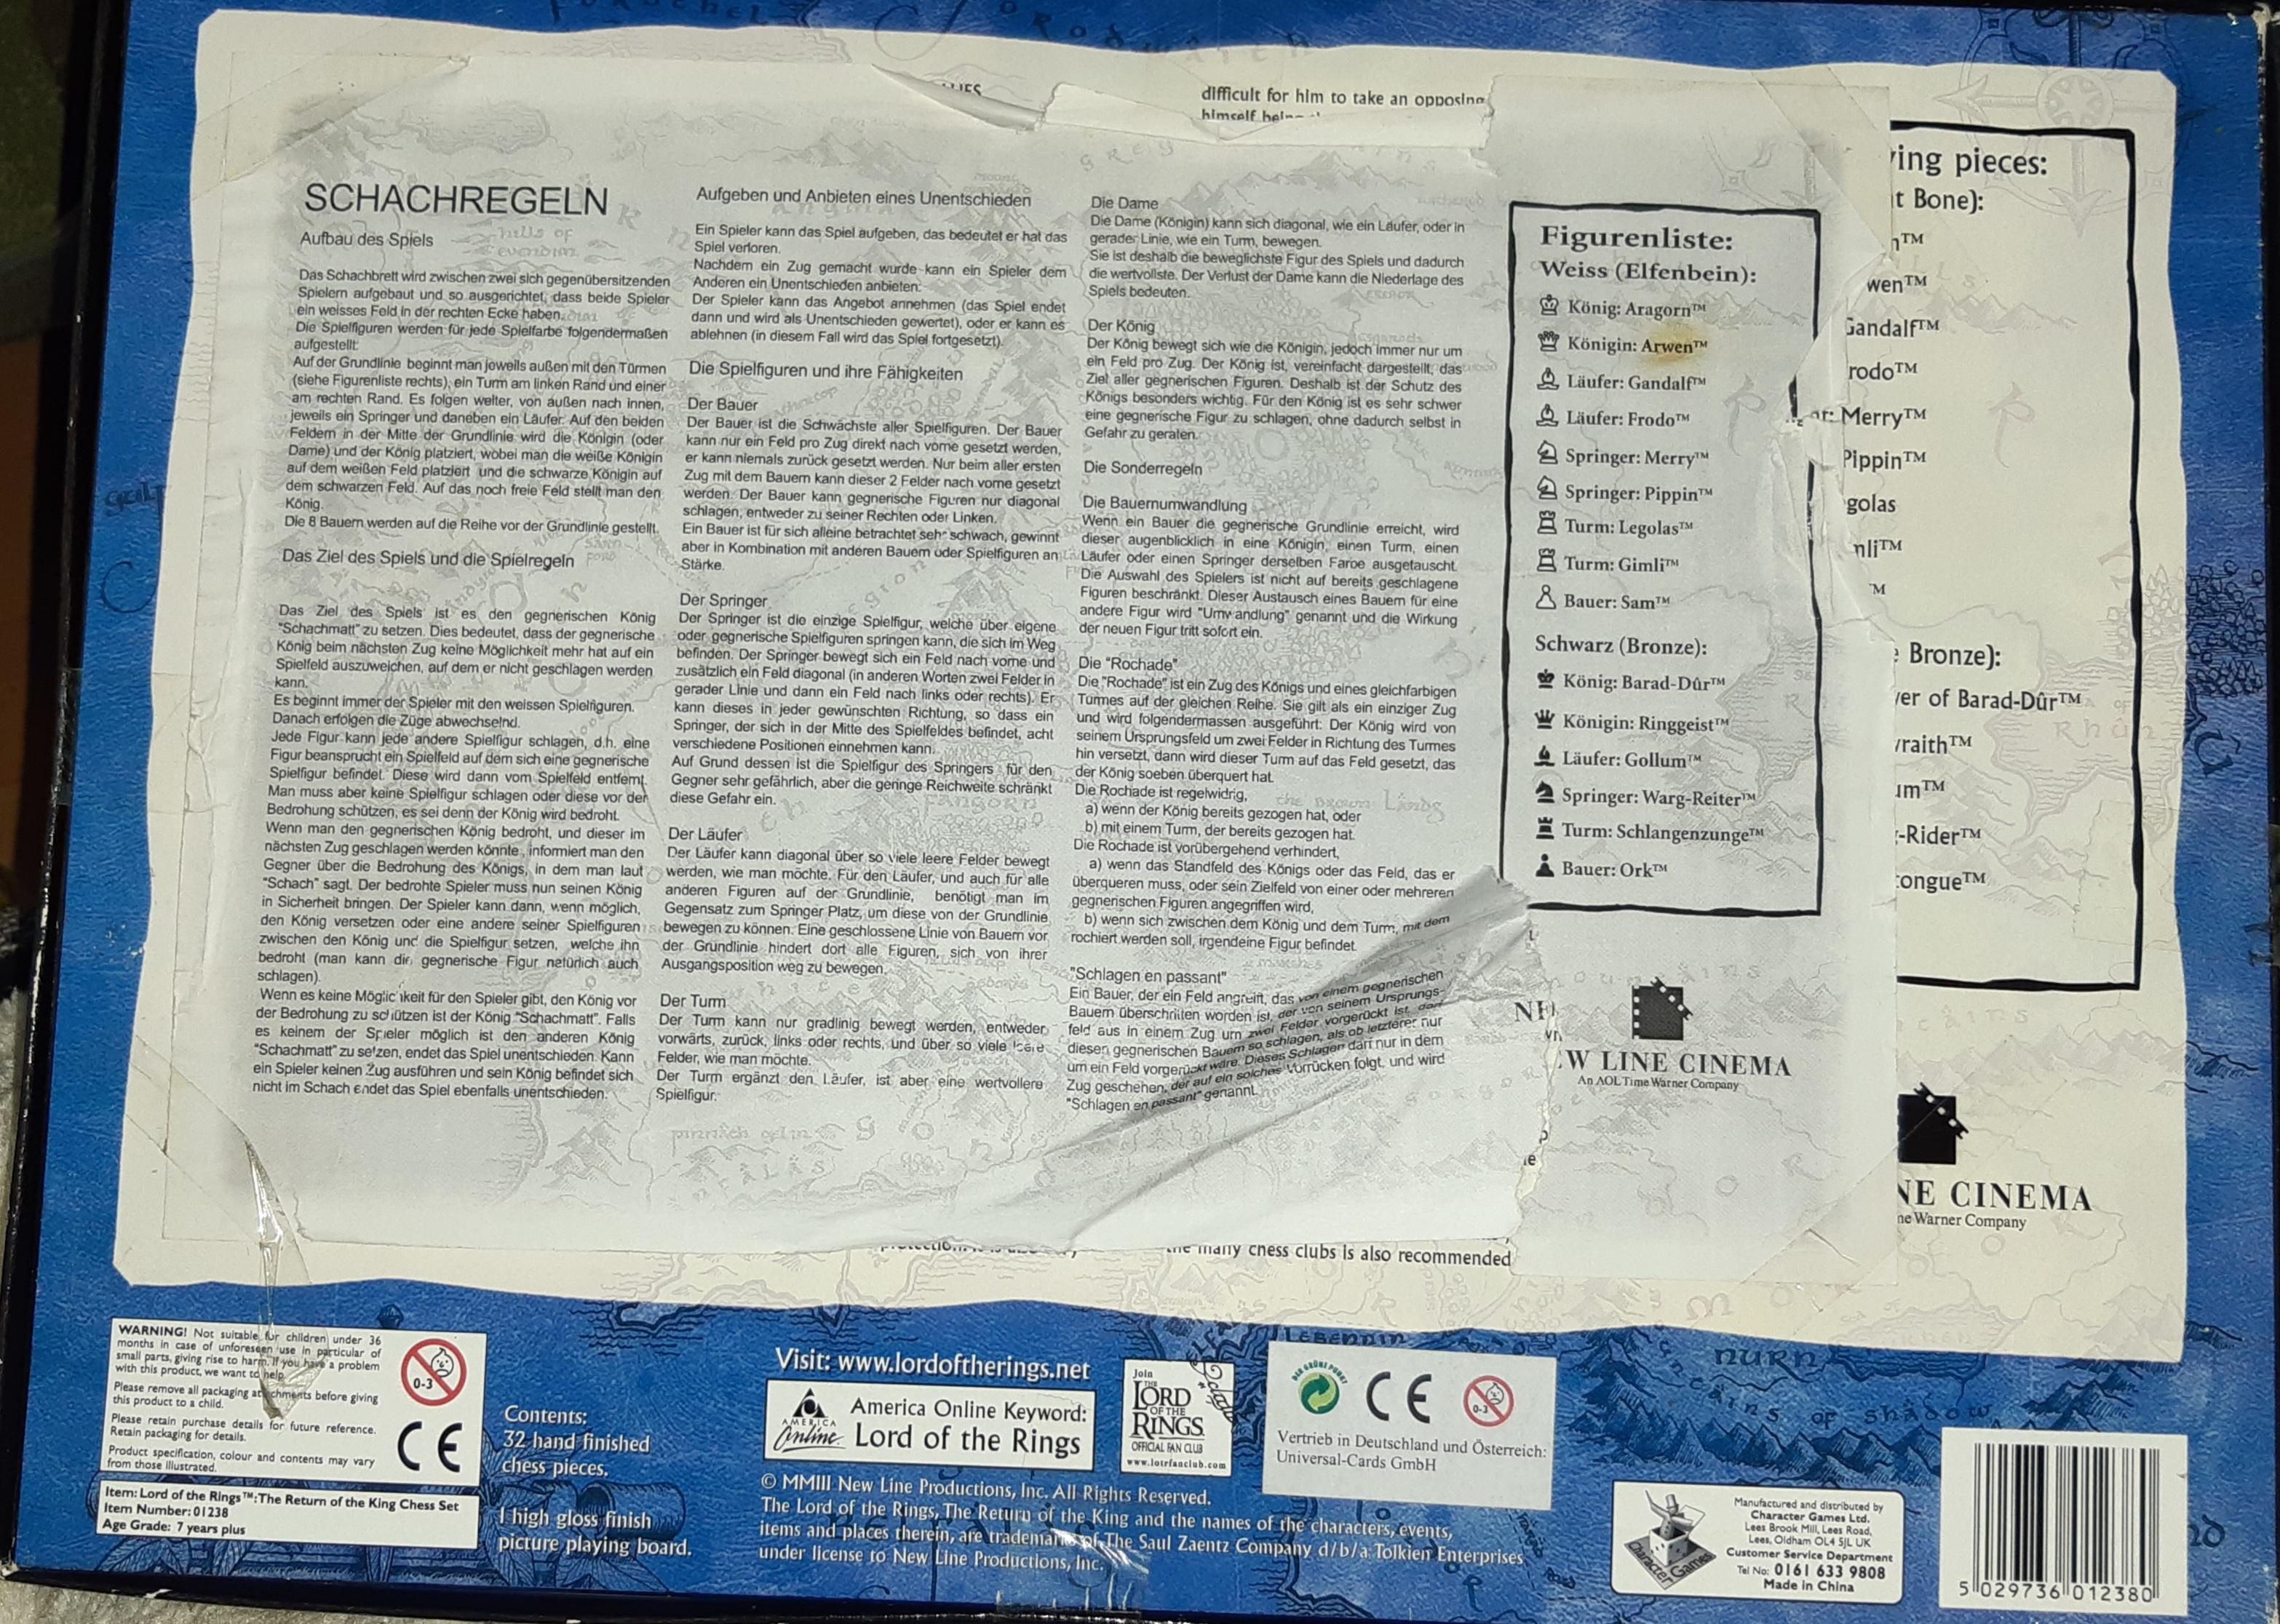 difficult for him to take an opposing
SCHACHREGELN
Aufbau des Spiels
Das Schachbrett wird zwischen zwei sich gegenübersitzenden
Spielern aufgebaut und so ausgerichtet, dass beide Spieler
ein weisses Feld in der rechten Ecke haben.
Die Spielfiguren werden für jede Spielfarbe folgendermaßen
aufgestellt:
Auf der Grundlinie beginnt man jeweils außen mit den Türmen
(siehe Figurenliste rechts), ein Turm am linken Rand und einer
am rechten Rand. Es folgen weiter, von außen nach innen,
jeweils ein Springer und daneben ein Läufer. Auf den beiden
Feldern in der Mitte der Grundlinie wird die Königin (oder
Dame) und der König platziert, wobei man die weiße Königin
auf dem weißen Feld platziert und die schwarze Königin auf
dem schwarzen Feld. Auf das noch freie Feld stellt man den
König.
Die 8 Bauern werden auf die Reihe vor der Grundlinie gestellt.
Das Ziel des Spiels und die Spielregeln
Das Ziel des Spiels ist es den gegnerischen König
"Schachmatt" zu setzen. Dies bedeutet, dass der gegnerische
König beim nächsten Zug keine Möglichkeit mehr hat auf ein
Spielfeld auszuweichen, auf dem er nicht geschlagen werden
kann.
Es beginnt immer der Spieler mit den weissen Spielfiguren.
Danach erfolgen die Züge abwechselnd.
Jede Figur kann jede andere Spielfigur schlagen, d.h. eine
Figur beansprucht ein Spielfeld auf dem sich eine gegnerische
Spielfigur befindet. Diese wird dann vom Spielfeld entfernt.
Man muss aber keine Spielfigur schlagen oder diese vor der
Bedrohung schützen, es sei denn der König wird bedroht.
Wenn man den gegnerischen König bedroht, und dieser im
nächsten Zug geschlagen werden könnte, informiert man den
Gegner über die Bedrohung des Königs, in dem man laut
"Schach" sagt. Der bedrohte Spieler muss nun seinen König
in Sicherheit bringen. Der Spieler kann dann, wenn möglich,
den König versetzen oder eine andere seiner Spielfiguren
zwischen den König und die Spielfigur setzen, welche ihn
bedroht (man kann die gegnerische Figur natürlich auch
schlagen).
Wenn es keine Möglichkeit für den Spieler gibt, den König vor
der Bedrohung zu schützen ist der König "Schachmatt". Falls
es keinem der Spieler möglich ist den anderen König
"Schachmatt" zu setzen, endet das Spiel unentschieden. Kann
ein Spieler keinen Zug ausführen und sein König befindet sich
nicht im Schach endet das Spiel ebenfalls unentschieden.
Aufgeben und Anbieten eines Unentschieden
Ein Spieler kann das Spiel aufgeben, das bedeutet er hat das
Spiel verloren.
Nachdem ein Zug gemacht wurde kann ein Spieler dem
Anderen ein Unentschieden anbieten:
Der Spieler kann das Angebot annehmen (das Spiel endet
dann und wird als Unentschieden gewertet), oder er kann es
ablehnen (in diesem Fall wird das Spiel fortgesetzt).
Die Spielfiguren und ihre Fähigkeiten
Der Bauer
Der Bauer ist die Schwächste aller Spielfiguren. Der Bauer
kann nur ein Feld pro Zug direkt nach vorne gesetzt werden,
er kann niemals zurück gesetzt werden. Nur beim aller ersten
Zug mit dem Bauern kann dieser 2 Felder nach vorne gesetzt
werden. Der Bauer kann gegnerische Figuren nur diagonal
schlagen, entweder zu seiner Rechten oder Linken.
Ein Bauer ist für sich alleine betrachtet sehr schwach, gewinnt
aber in Kombination mit anderen Bauern oder Spielfiguren an
Stärke.
Der Springer
Der Springer ist die einzige Spielfigur, welche über eigene
oder gegnerische Spielfiguren springen kann, die sich im Weg
befinden. Der Springer bewegt sich ein Feld nach vorne und
zusätzlich ein Feld diagonal (in anderen Worten zwei Felder in
gerader Linie und dann ein Feld nach links oder rechts). Er
kann dieses in jeder gewünschten Richtung, so dass ein
Springer, der sich in der Mitte des Spielfeldes befindet, acht
verschiedene Positionen einnehmen kann.
Auf Grund dessen ist die Spielfigur des Springers für den
Gegner sehr gefährlich, aber die geringe Reichweite schränkt
diese Gefahr ein.
Der Läufer
Der Läufer kann diagonal über so viele leere Felder bewegt
werden, wie man möchte. Für den Läufer, und auch für alle
anderen Figuren auf der Grundlinie, benötigt man im
Gegensatz zum Springer Platz, um diese von der Grundlinie
bewegen zu können. Eine geschlossene Linie von Bauern vor
der Grundlinie hindert dort alle Figuren, sich von ihrer
Ausgangsposition weg zu bewegen.
Der Turm
Der Turm kann nur gradlinig bewegt werden, entweder
vorwärts, zurück, links oder rechts, und über so viele leere
Felder, wie man möchte.
Der Turm ergänzt den Läufer, ist aber eine wertvollere
Spielfigur.
Die Dame
Die Dame (Königin) kann sich diagonal, wie ein Läufer, oder in
gerader Linie, wie ein Turm, bewegen.
Sie ist deshalb die beweglichste Figur des Spiels und dadurch
die wertvollste. Der Verlust der Dame kann die Niederlage des
Spiels bedeuten.
Der König
Der König bewegt sich wie die Königin, jedoch immer nur um
ein Feld pro Zug. Der König ist, vereinfacht dargestellt, das
Ziel aller gegnerischen Figuren. Deshalb ist der Schutz des
Königs besonders wichtig. Für den König ist es sehr schwer
eine gegnerische Figur zu schlagen, ohne dadurch selbst in
Gefahr zu geraten.
Die Sonderregeln
Die Bauernumwandlung
Wenn ein Bauer die gegnerische Grundlinie erreicht, wird
dieser augenblicklich in eine Königin, einen Turm, einen
Läufer oder einen Springer derselben Farbe ausgetauscht.
Die Auswahl des Spielers ist nicht auf bereits geschlagene
Figuren beschränkt. Dieser Austausch eines Bauern für eine
andere Figur wird "Umwandlung" genannt und die Wirkung
der neuen Figur tritt sofort ein.
Die "Rochade"
Die "Rochade" ist ein Zug des Königs und eines gleichfarbigen
Turmes auf der gleichen Reihe. Sie gilt als ein einziger Zug
und wird folgendermassen ausgeführt: Der König wird von
seinem Ursprungsfeld um zwei Felder in Richtung des Turmes
hin versetzt, dann wird dieser Turm auf das Feld gesetzt, das
der König soeben überquert hat.
Die Rochade ist regelwidrig,
a) wenn der König bereits gezogen hat, oder
b) mit einem Turm, der bereits gezogen hat.
Die Rochade ist vorübergehend verhindert,
a) wenn das Standfeld des Königs oder das Feld, das er
überqueren muss, oder sein Zielfeld von einer oder mehreren
gegnerischen Figuren angegriffen wird,
b) wenn sich zwischen dem König und dem Turm, mit dem
rochiert werden soll, irgendeine Figur befindet.
"Schlagen en passant"
Ein Bauer, der ein Feld angreift, das von einem gegnerischen
Bauern überschritten worden ist, der von seinem Ursprungs-
feld aus in einem Zug um zwei Felder vorgerückt ist, darf
diesen gegnerischen Bauern so schlagen, als ob letzterer nur
um ein Feld vorgerückt wäre. Dieses Schlagen darf nur in dem
Zug geschehen, der auf ein solches Vorrücken folgt, und wird
"Schlagen en passant" genannt.
Figurenliste:
Weiss (Elfenbein):
König: Aragorn™
Königin: Arwen™
Läufer: Gandalf™
Läufer: Frodo™
Springer: Merry™
Springer: Pippin™
Turm: Legolas™
Turm: Gimli™
Bauer: Sam™
Schwarz (Bronze):
König: Barad-Dûr™
Königin: Ringgeist™
Läufer: Gollum™
Springer: Warg-Reiter™
Turm: Schlangenzunge™
Bauer: Ork™
W LINE CINEMA
An AOL Time Warner Company
pieces:
Bone):
Gandalf™
Merry™
Pippin™
Bronze):
of Barad-Dûr™
-Rider™
CINEMA
Warner Company
many chess clubs is also recommended
WARNING! Not suitable for children under 36
months in case of unforeseen use in particular of
small parts, giving rise to harm. If you have a problem
with this product, we want to help.
Please remove all packaging attachments before giving
this product to a child.
Please retain purchase details for future reference.
Retain packaging for details.
Product specification, colour and contents may vary
from those illustrated.
0-3
CE
Item: Lord of the Rings™: The Return of the King Chess Set
Item Number: 01238
Age Grade: 7 years plus
Contents:
32 hand finished
chess pieces.
1 high gloss finish
picture playing board.
Visit: www.lordoftherings.net
AMERICA
Online
America Online Keyword:
Lord of the Rings
Join
THE
LORD
OF THE
RINGS
OFFICIAL FAN CLUB
www.lotrfanclub.com
DER GRÜNE PUNKT
CE
0-3
Vertrieb in Deutschland und Österreich:
Universal-Cards GmbH
© MMIII New Line Productions, Inc. All Rights Reserved.
The Lord of the Rings, The Return of the King and the names of the characters, events,
items and places therein, are trademarks of The Saul Zaentz Company d/b/a Tolkien Enterprises
under license to New Line Productions, Inc.
Character Games
Manufactured and distributed by
Character Games Ltd.
Lees Brook Mill, Lees Road,
Lees, Oldham OL4 5JL UK
Customer Service Department
Tel No: 0161 633 9808
Made in China
5 029736 012380